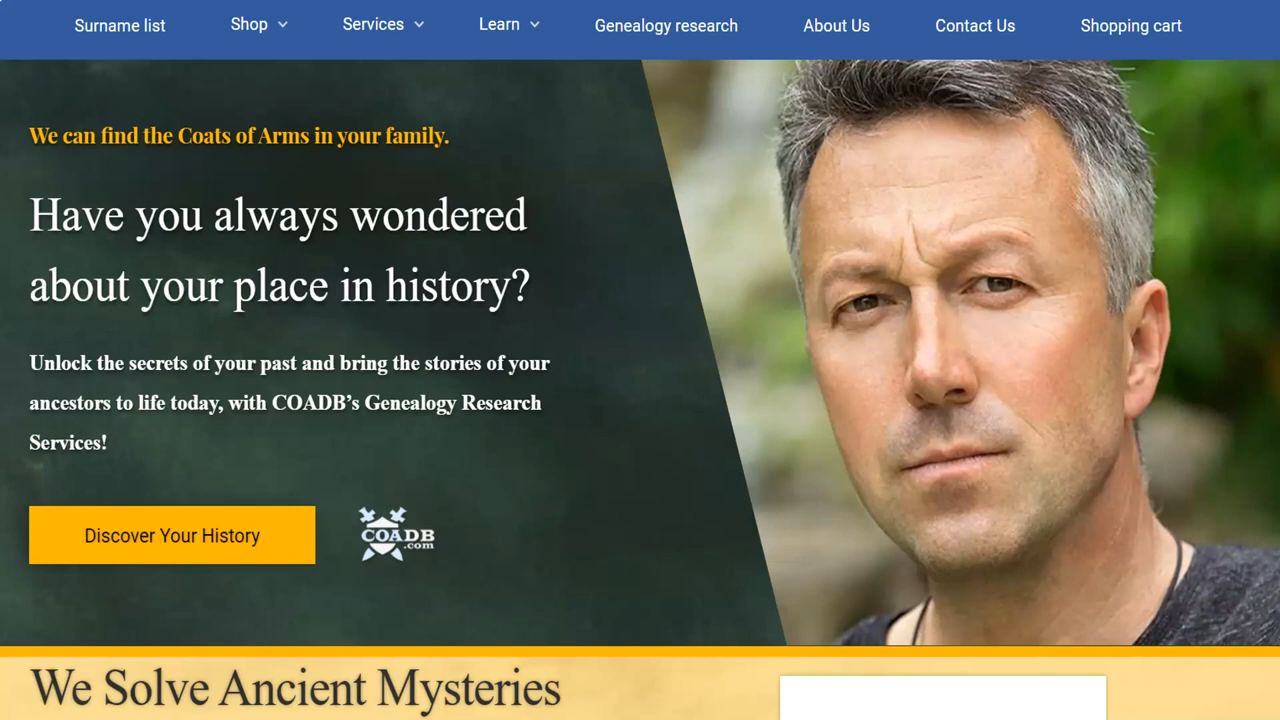 Surname list
Shop
Services
Learn
Genealogy research
About Us
Contact Us
Shopping cart
We can find the Coats of Arms in your family.
Have you always wondered
about your place in history?
Unlock the secrets of your past and bring the stories of your
ancestors to life today, with COADB’s Genealogy Research
Services!
Discover Your History
COADB
.com
We Solve Ancient Mysteries